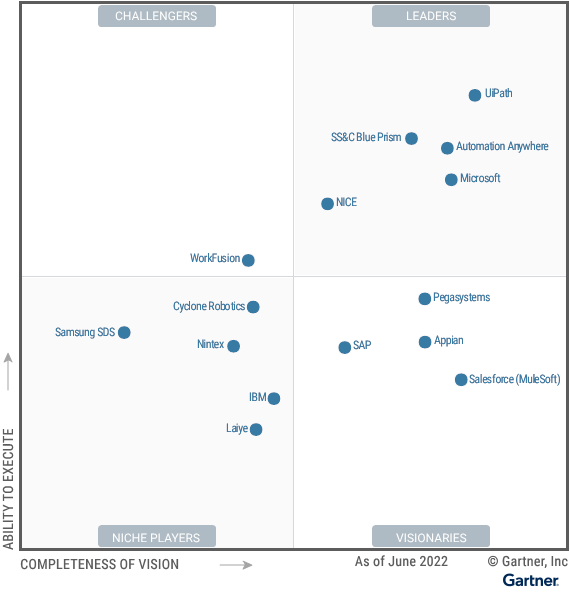 CHALLENGERS
LEADERS
UiPath
SS&C Blue Prism
Automation Anywhere
Microsoft
NICE
WorkFusion
Pegasystems
Cyclone Robotics
Samsung SDS
Nintex
SAP
Appian
Salesforce (MuleSoft)
IBM
Laiye
ABILITY TO EXECUTE
NICHE PLAYERS
VISIONARIES
COMPLETENESS OF VISION
As of June 2022
© Gartner, Inc
Gartner